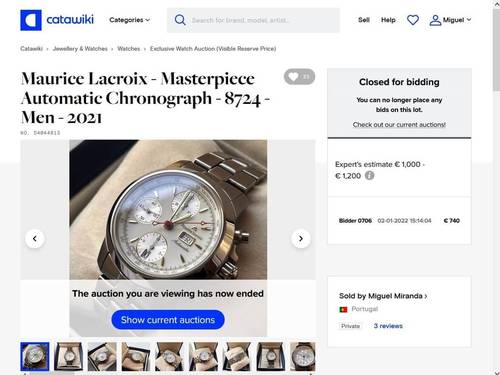 catawiki
Categories
Search for brand, model, artist...
Sell
Help
Miguel
Catawiki › Jewellery & Watches › Watches › Exclusive Watch Auction (Visible Reserve Price)
Maurice Lacroix - Masterpiece
Automatic Chronograph - 8724 -
Men - 2021
The auction you are viewing has now ended
Show current auctions
Closed for bidding
You can no longer place any
bids on this lot.
Check out our current auctions!
Expert's estimate € 1,000 -
€ 1,200
Bidder 0706 02-01-2022 15:14:04 € 740
Sold by Miguel Miranda ›
Portugal
Private 3 reviews